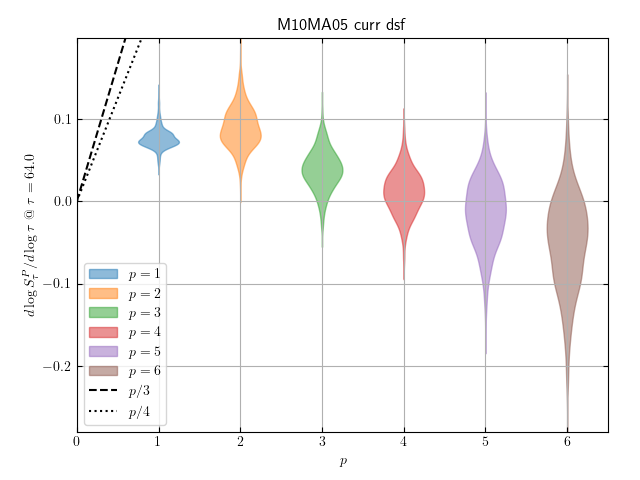 M10MA05 curr dsf
d log S_τ^P / d log τ @ τ = 64.0
0.1
0.0
−0.1
−0.2
p = 1
p = 2
p = 3
p = 4
p = 5
p = 6
p/3
p/4
0 1 2 3 4 5 6
p